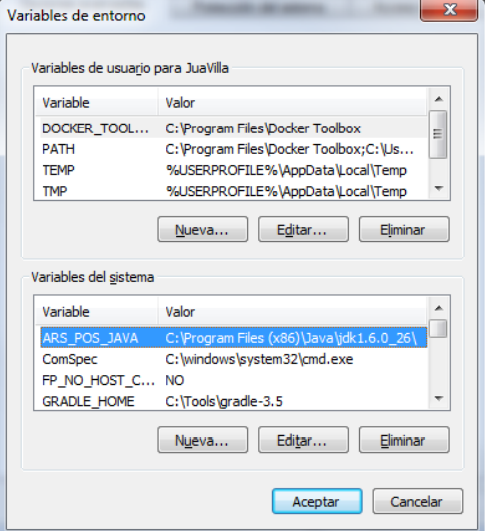 Variables de entorno
Variables de usuario para JuaVilla
Variable Valor
DOCKER_TOOL... C:\Program Files\Docker Toolbox
PATH C:\Program Files\Docker Toolbox;C:\Us...
TEMP %USERPROFILE%\AppData\Local\Temp
TMP %USERPROFILE%\AppData\Local\Temp
Nueva... Editar... Eliminar
Variables del sistema
Variable Valor
ARS_POS_JAVA C:\Program Files (x86)\Java\jdk1.6.0_26\
ComSpec C:\windows\system32\cmd.exe
FP_NO_HOST_C... NO
GRADLE_HOME C:\Tools\gradle-3.5
Nueva... Editar... Eliminar
Aceptar Cancelar